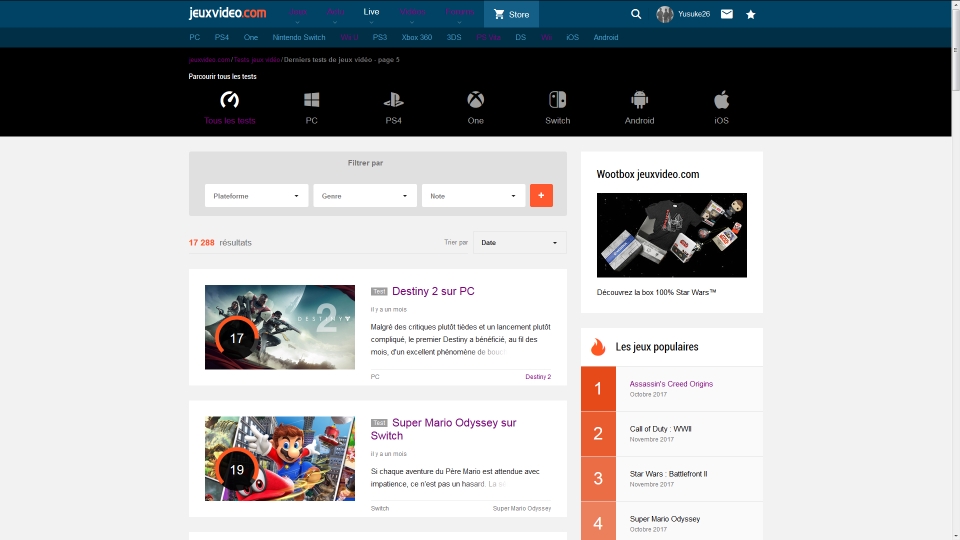 jeuxvideo.com Live Store Yusuke26
PC PS4 One Nintendo Switch Wii U PS3 Xbox 360 3DS PS Vita DS Wii iOS Android
jeuxvideo.com / Tests jeux vidéo / Derniers tests de jeux vidéo - page 5
Parcourir tous les tests
Tous les tests PC PS4 One Switch Android iOS
Filtrer par
Plateforme Genre Note +
17 288 résultats
Trier par Date
DESTINY 2
17
Test Destiny 2 sur PC
il y a un mois
Malgré des critiques plutôt tièdes et un lancement plutôt
compliqué, le premier Destiny a bénéficié, au fil des
mois, d'un excellent phénomène de
PC Destiny 2
19
Test Super Mario Odyssey sur
Switch
il y a un mois
Si chaque aventure du Père Mario est attendue avec
impatience, ce n'est pas un hasard. La
Switch Super Mario Odyssey
Wootbox jeuxvideo.com
Découvrez la box 100% Star Wars™
Les jeux populaires
1 Assassin's Creed Origins
Octobre 2017
2 Call of Duty : WWII
Novembre 2017
3 Star Wars : Battlefront II
Novembre 2017
4 Super Mario Odyssey
Octobre 2017